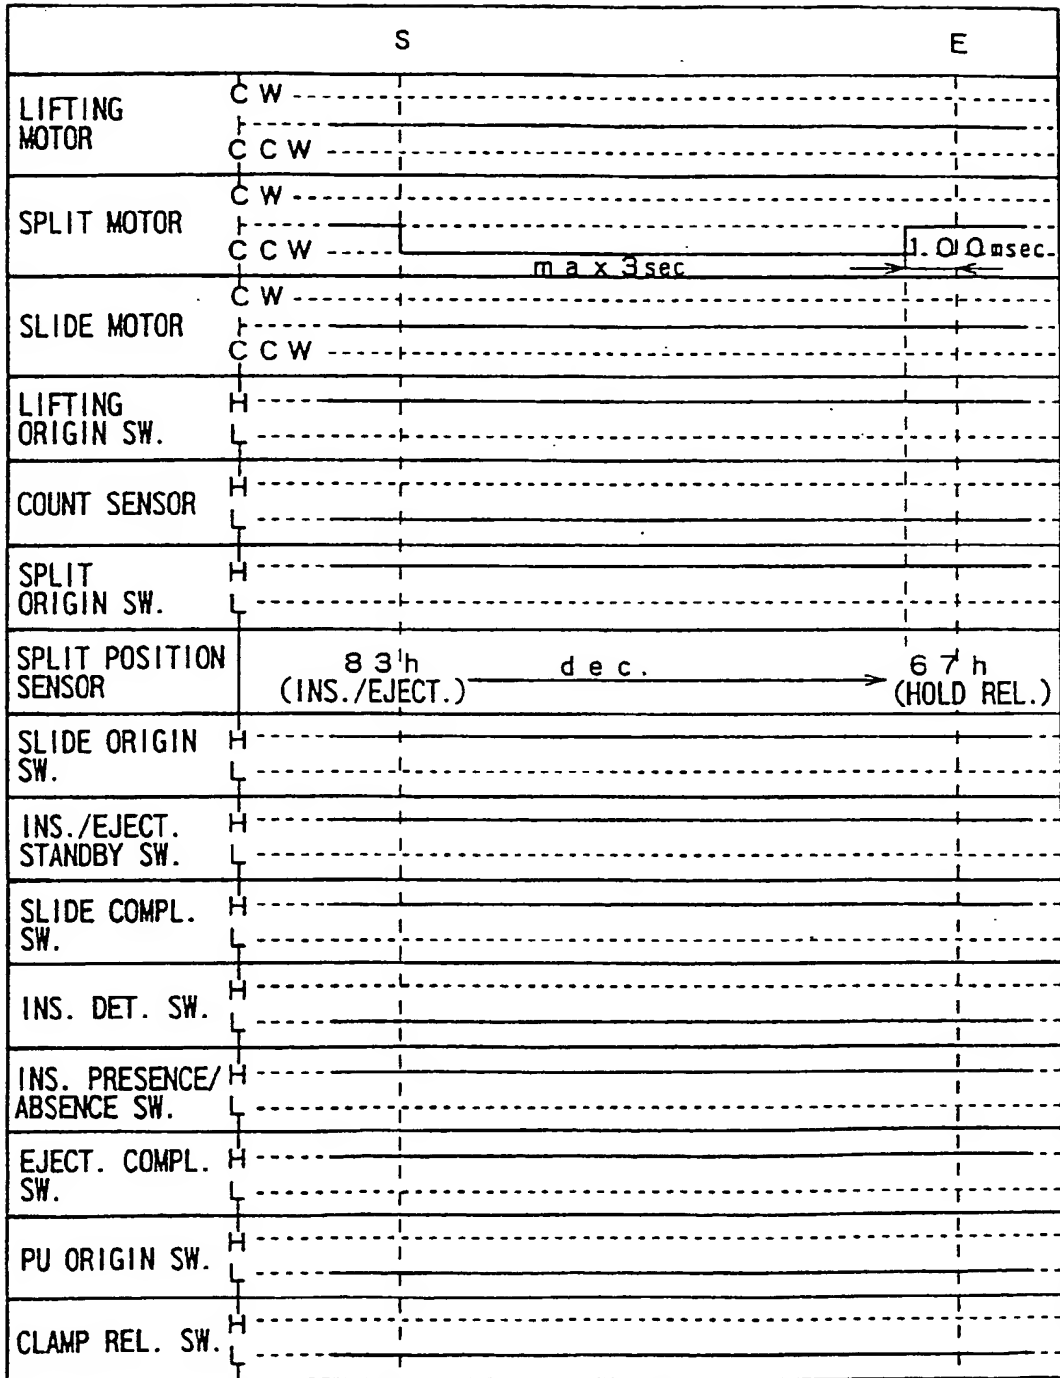 S E
LIFTING
MOTOR
CW
CCW
SPLIT MOTOR
CW
CCW
max 3sec
100msec.
SLIDE MOTOR
CW
CCW
LIFTING
ORIGIN SW.
H
L
COUNT SENSOR
H
L
SPLIT
ORIGIN SW.
H
L
SPLIT POSITION
SENSOR
83h
(INS./EJECT.)
dec.
67h
(HOLD REL.)
SLIDE ORIGIN
SW.
H
L
INS./EJECT.
STANDBY SW.
H
L
SLIDE COMPL.
SW.
H
L
INS. DET. SW.
H
L
INS. PRESENCE/
ABSENCE SW.
H
L
EJECT. COMPL.
SW.
H
L
PU ORIGIN SW.
H
L
CLAMP REL. SW.
H
L